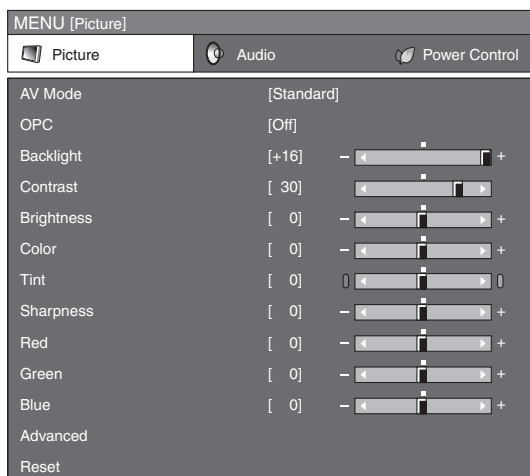 MENU [Picture]
Picture Audio Power Control
AV Mode [Standard]
OPC [Off]
Backlight [+16] – +
Contrast [ 30]
Brightness [ 0] – +
Color [ 0] – +
Tint [ 0]
Sharpness [ 0] – +
Red [ 0] – +
Green [ 0] – +
Blue [ 0] – +
Advanced
Reset